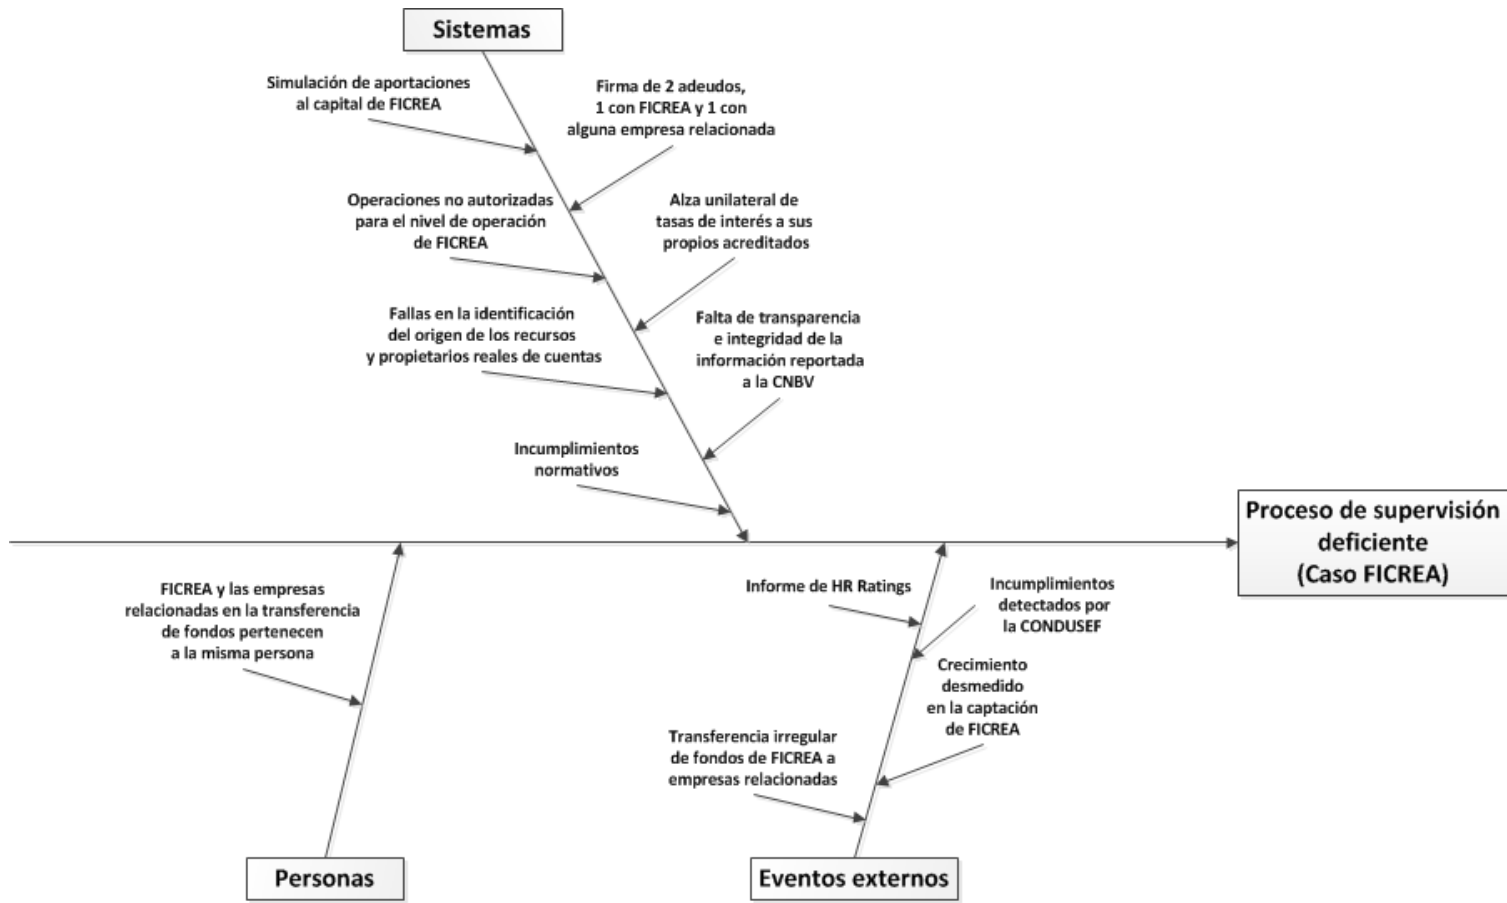 Sistemas
Simulación de aportaciones
al capital de FICREA
Firma de 2 adeudos,
1 con FICREA y 1 con
alguna empresa relacionada
Operaciones no autorizadas
para el nivel de operación
de FICREA
Alza unilateral de
tasas de interés a sus
propios acreditados
Fallas en la identificación
del origen de los recursos
y propietarios reales de cuentas
Falta de transparencia
e integridad de la
información reportada
a la CNBV
Incumplimientos
normativos
Proceso de supervisión
deficiente
(Caso FICREA)
FICREA y las empresas
relacionadas en la transferencia
de fondos pertenecen
a la misma persona
Informe de HR Ratings
Incumplimientos
detectados por
la CONDUSEF
Crecimiento
desmedido
en la captación
de FICREA
Transferencia irregular
de fondos de FICREA a
empresas relacionadas
Personas
Eventos externos